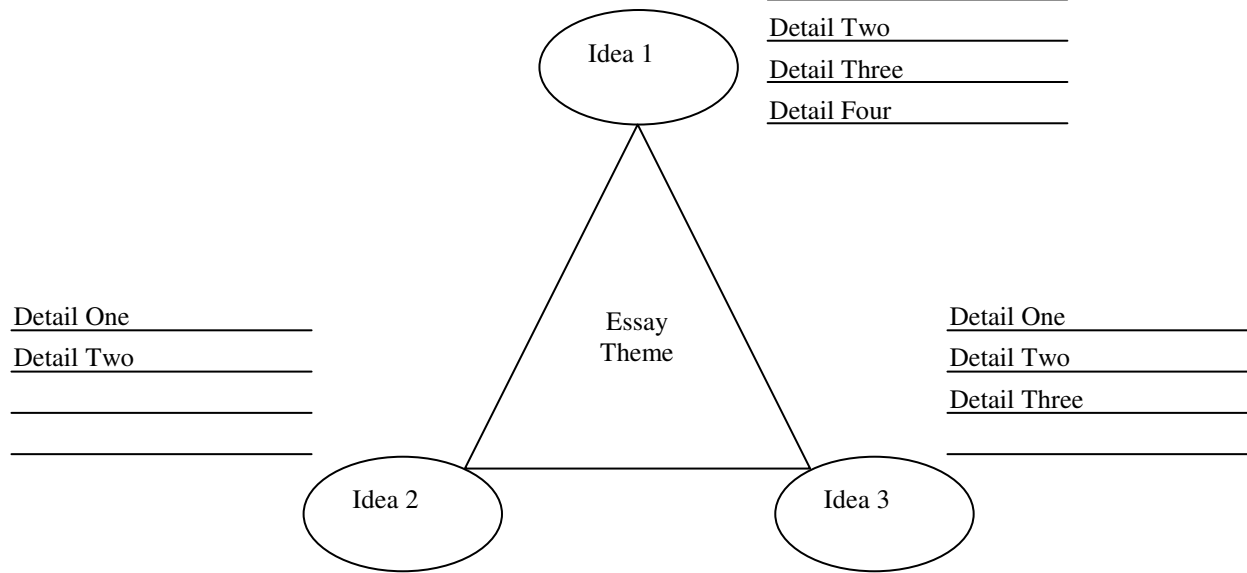 Detail Two
Idea 1
Detail Three
Detail Four
Detail One
Detail Two
Essay
Theme
Detail One
Detail Two
Detail Three
Idea 2
Idea 3